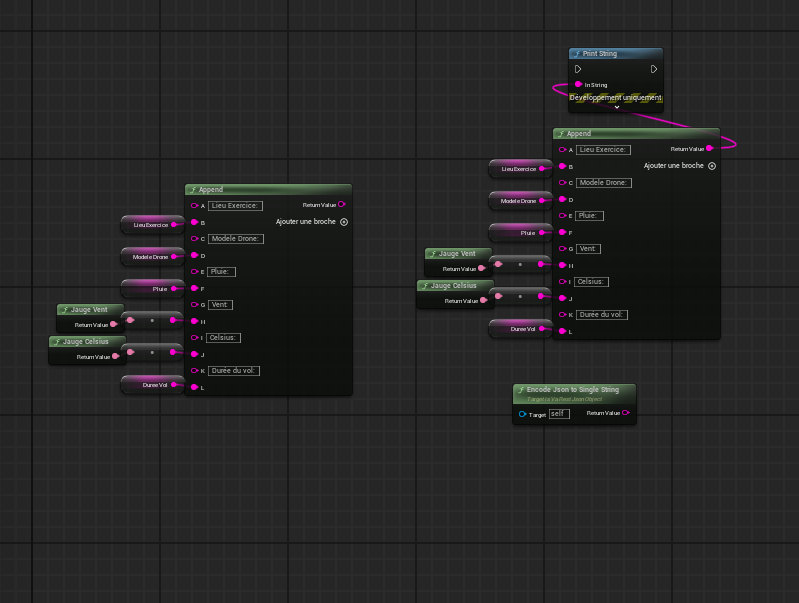 Print String
In String
Développement uniquement
Append
A Lieu Exercice:
Return Value
Lieu Exercice
B
Ajouter une broche
C Modele Drone:
Modele Drone
D
E Pluie:
Pluie
F
G Vent:
Jauge Vent
Return Value
H
I Celsius:
Jauge Celsius
Return Value
J
K Durée du vol:
Duree Vol
L
Append
A Lieu Exercice:
Return Value
Lieu Exercice
B
Ajouter une broche
C Modele Drone:
Modele Drone
D
E Pluie:
Pluie
F
G Vent:
Jauge Vent
Return Value
H
I Celsius:
Jauge Celsius
Return Value
J
K Durée du vol:
Duree Vol
L
Encode Json to Single String
Target is Va Rest Json Object
Target self
Return Value